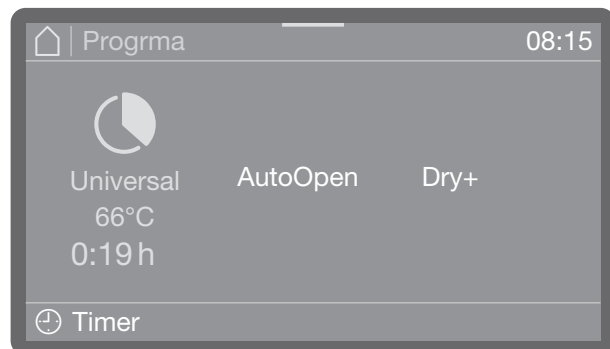 Progrma 08:15
Universal AutoOpen Dry+
66°C
0:19 h
Timer